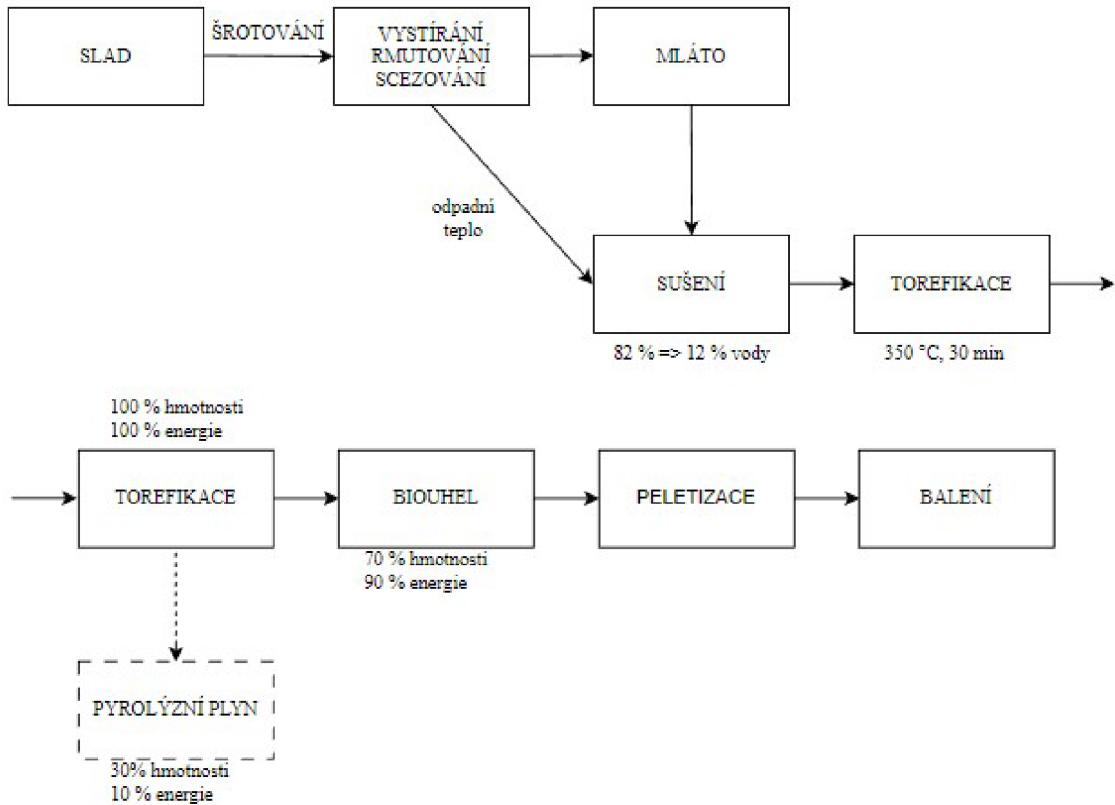 SLAD
ŠROTOVÁNÍ
VYSTÍRÁNÍ,
RMUTOVÁNÍ
SCEZOVÁNÍ
MLÁTO
odpadní
teplo
SUŠENÍ
82 % => 12 % vody
TOREFIKACE
350 °C, 30 min
100 % hmotnosti
100 % energie
TOREFIKACE
BIOUHEL
70 % hmotnosti
90 % energie
PELETIZACE
BALENÍ
PYROLÝZNÍ PLYN
30% hmotnosti
10 % energie